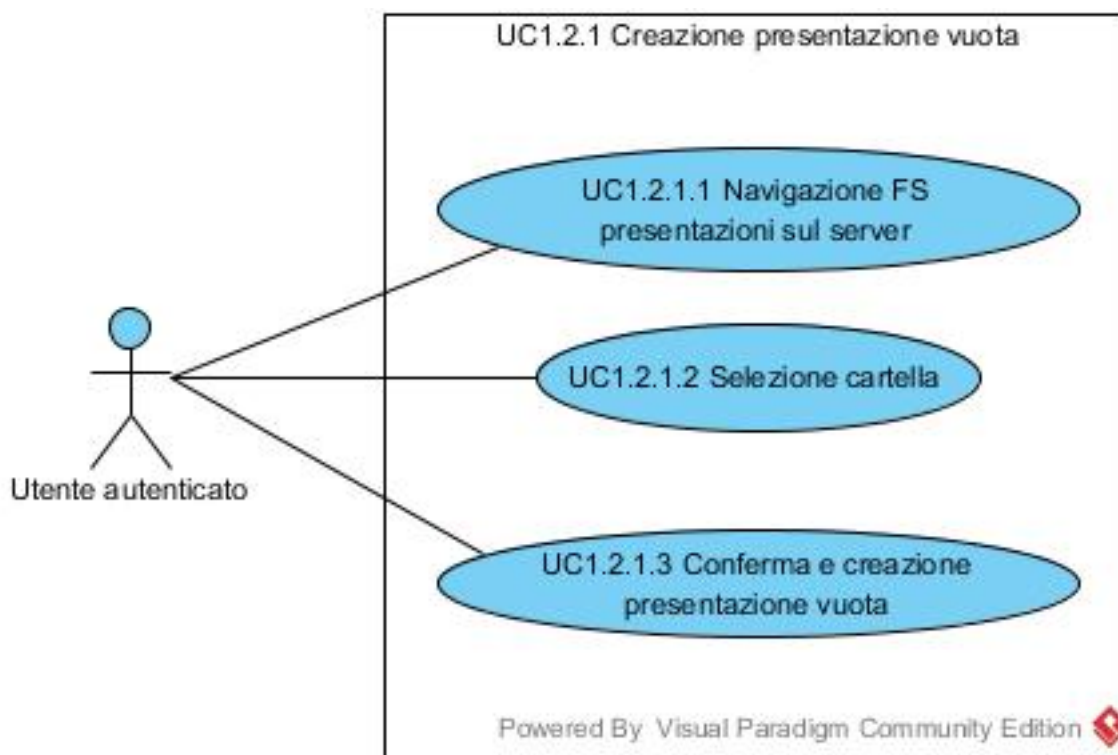 UC1.2.1 Creazione presentazione vuota
UC1.2.1.1 Navigazione FS
presentazioni sul server
UC1.2.1.2 Selezione cartella
Utente autenticato
UC1.2.1.3 Conferma e creazione
presentazione vuota
Powered By Visual Paradigm Community Edition